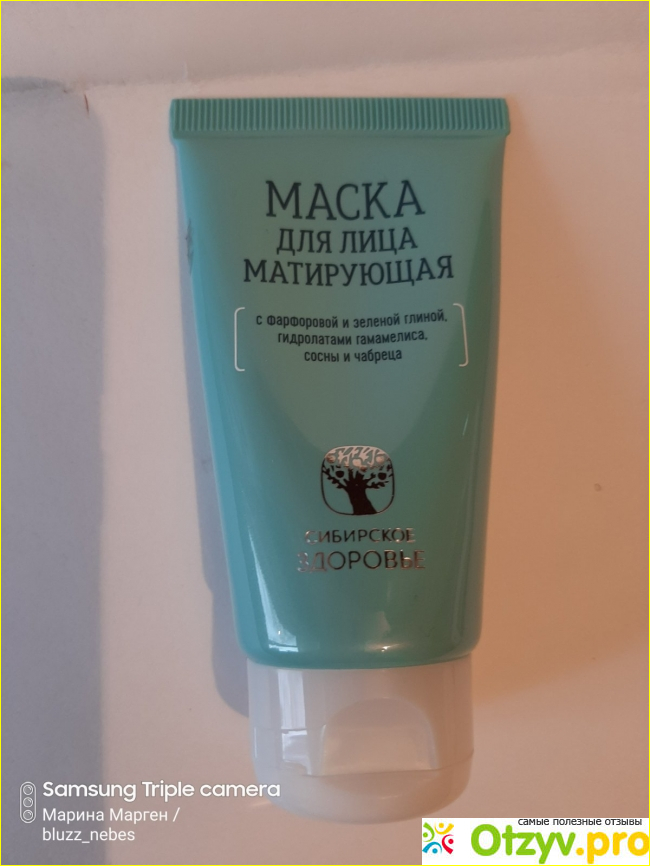 МАСКА
ДЛЯ ЛИЦА
МАТИРУЮЩАЯ
с фарфоровой и зеленой глиной,
гидролатами гамамелиса,
сосны и чабреца
СИБИРСКОЕ
ЗДОРОВЬЕ
Samsung Triple camera
Марина Марген /
bluzz_nebes
самые полезные отзывы
Otzyv.pro